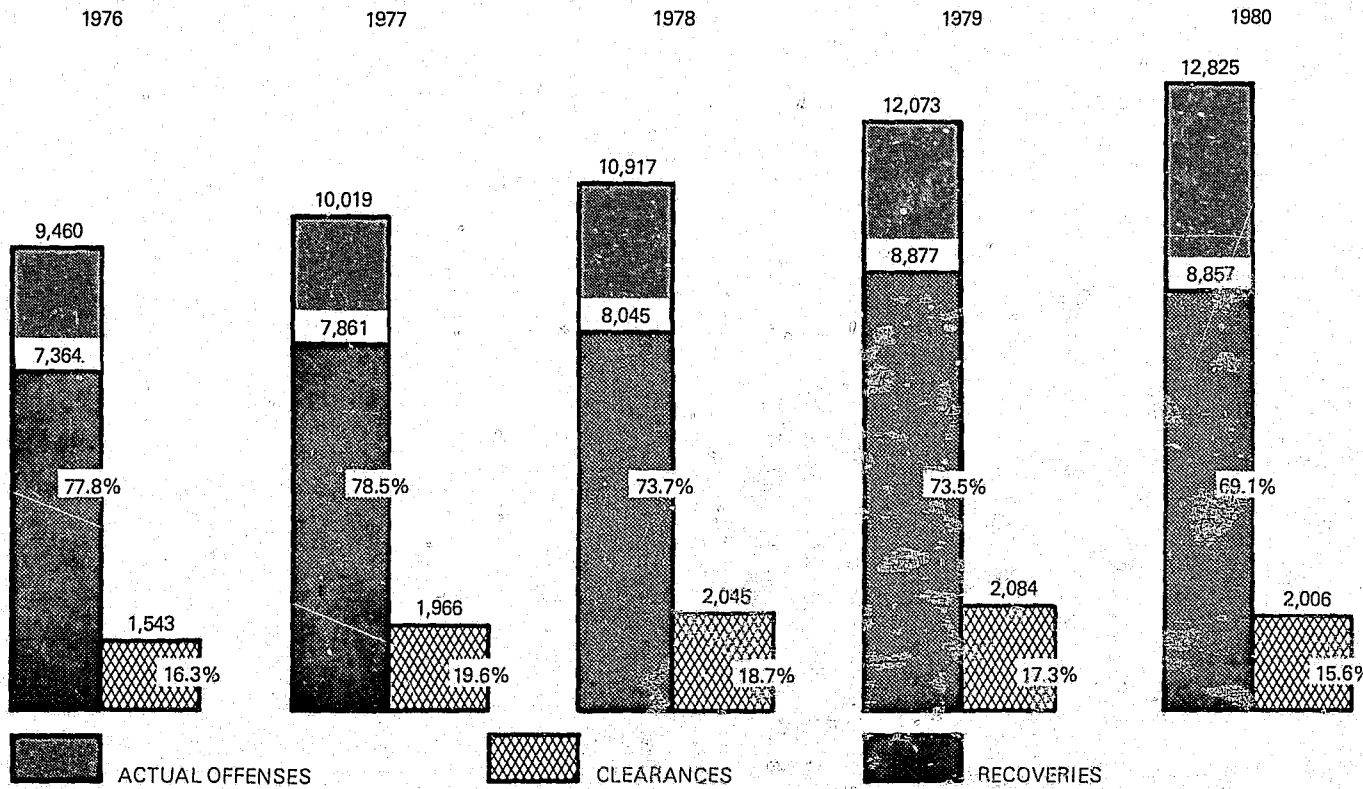 1976 1977 1978 1979 1980
12,825
12,073
10,917
10,019
9,460
8,877
8,857
8,045
7,861
7,364
77.8% 78.5% 73.7% 73.5% 69.1%
1,543 1,966 2,045 2,084 2,006
16.3% 19.6% 18.7% 17.3% 15.6%
ACTUAL OFFENSES CLEARANCES RECOVERIES